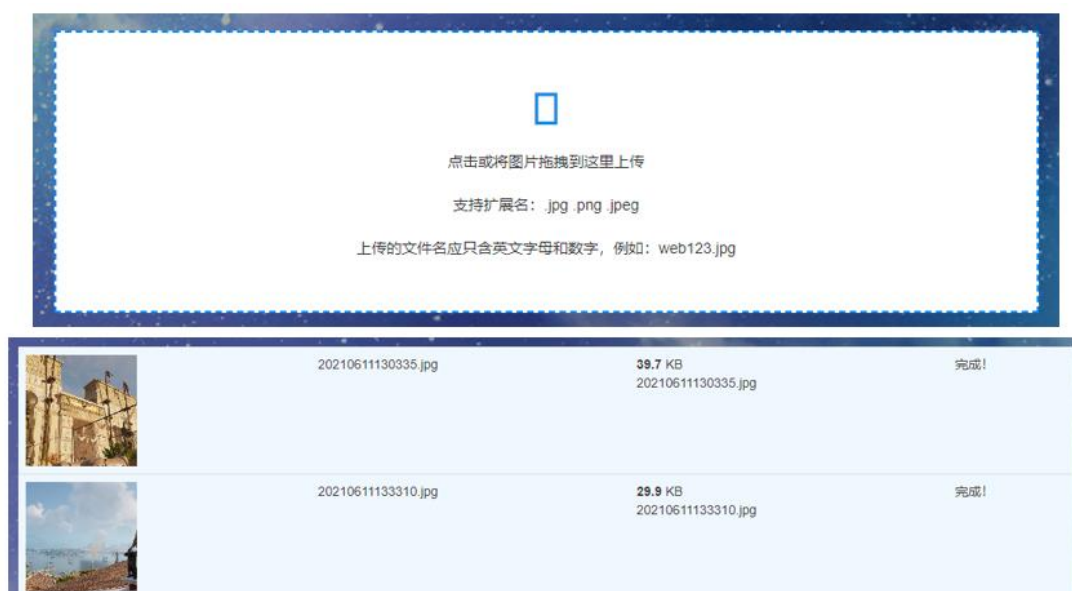 点击或将图片拖拽到这里上传
支持扩展名：.jpg .png .jpeg
上传的文件名应只含英文字母和数字，例如：web123.jpg
20210611130335.jpg
39.7 KB
20210611130335.jpg
完成！
20210611133310.jpg
29.9 KB
20210611133310.jpg
完成！